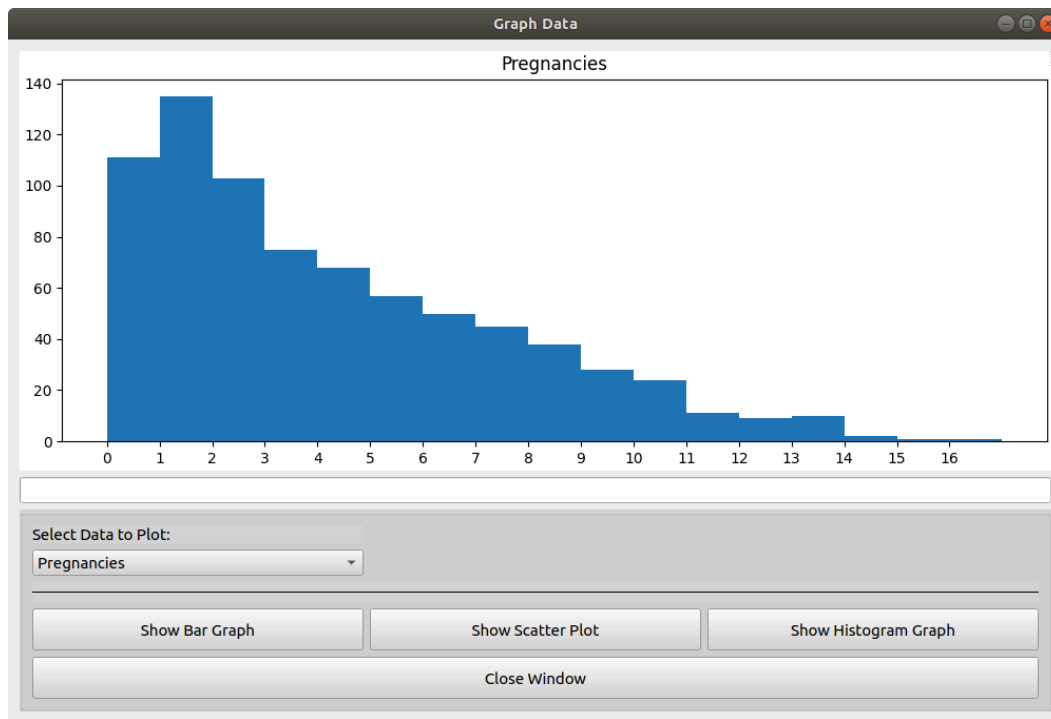 Graph Data
Pregnancies
140
120
100
80
60
40
20
0
0 1 2 3 4 5 6 7 8 9 10 11 12 13 14 15 16
Select Data to Plot:
Pregnancies
Show Bar Graph Show Scatter Plot Show Histogram Graph
Close Window